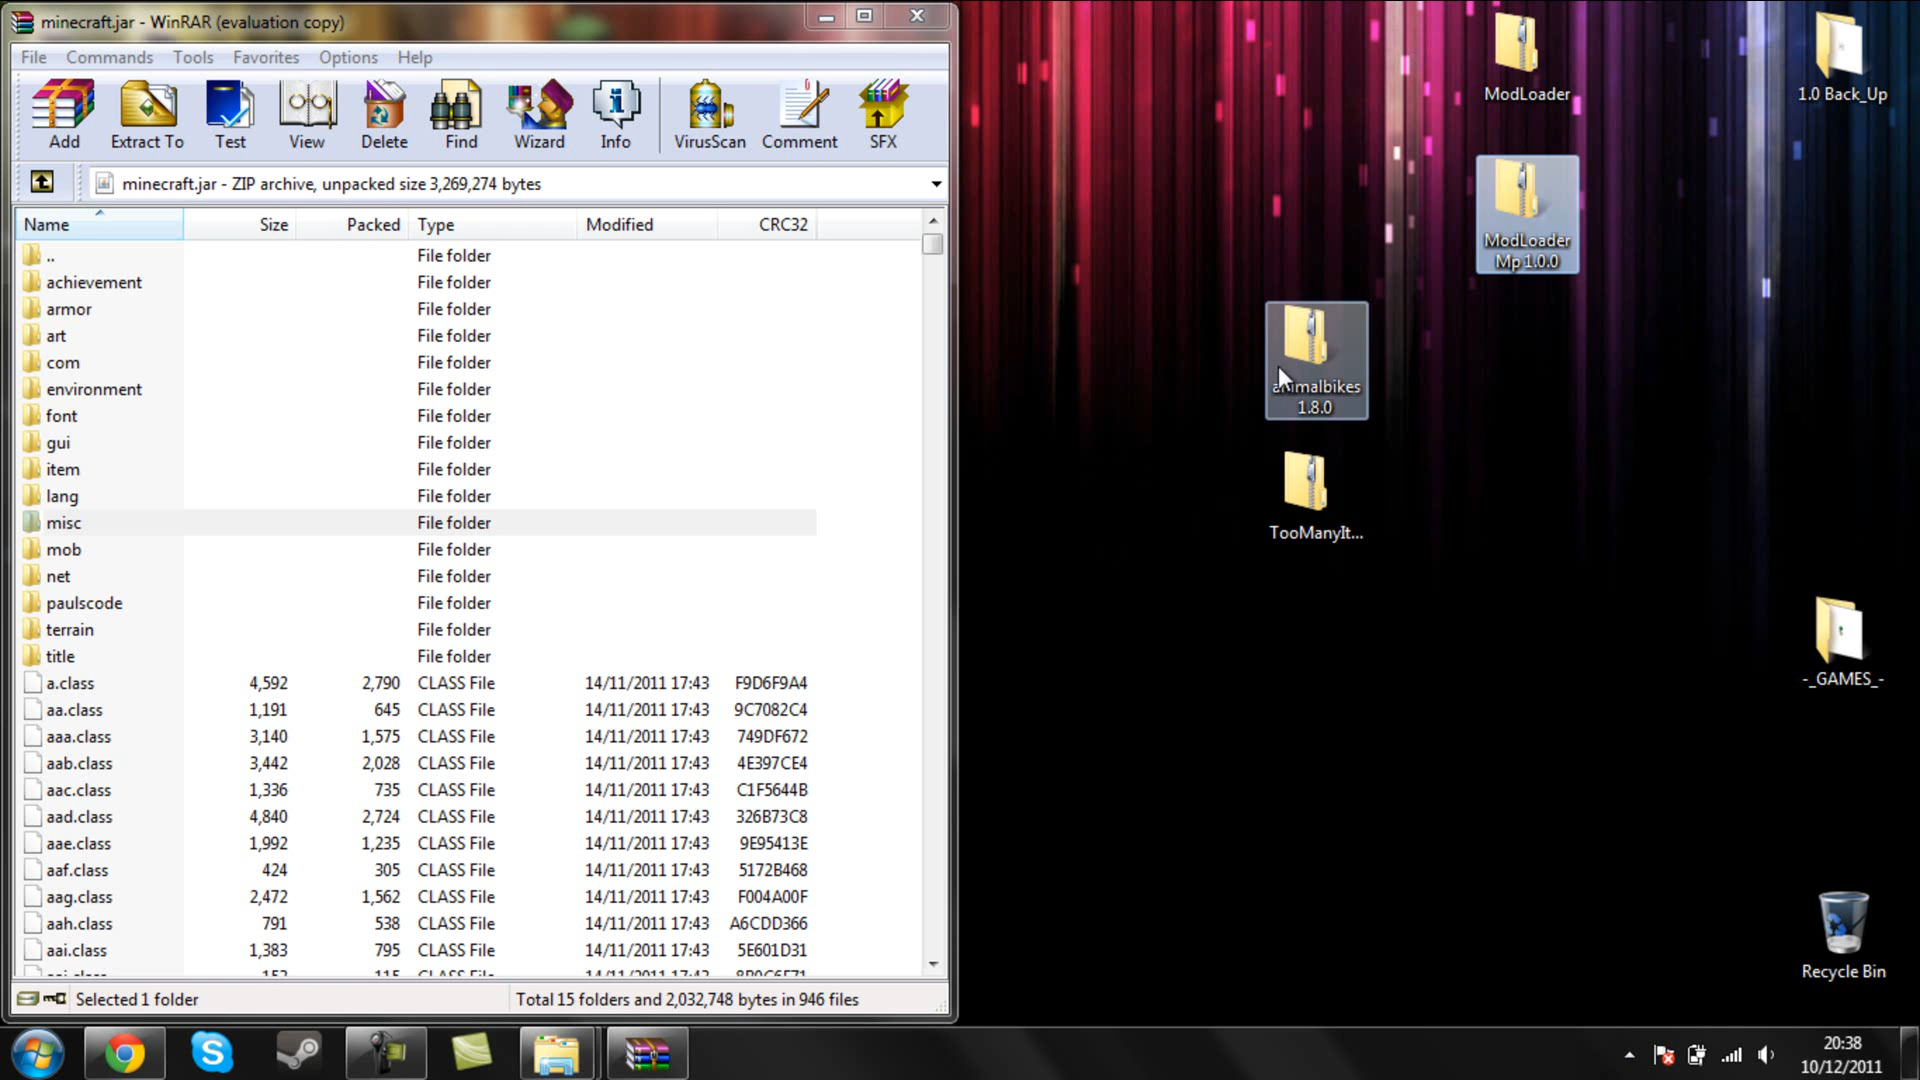 minecraft.jar - WinRAR (evaluation copy)
File Commands Tools Favorites Options Help
Add Extract To Test View Delete Find Wizard Info VirusScan Comment SFX
minecraft.jar - ZIP archive, unpacked size 3,269,274 bytes
Name Size Packed Type Modified CRC32
.. File folder
achievement File folder
armor File folder
art File folder
com File folder
environment File folder
font File folder
gui File folder
item File folder
lang File folder
misc File folder
mob File folder
net File folder
paulscode File folder
terrain File folder
title File folder
a.class 4,592 2,790 CLASS File 14/11/2011 17:43 F9D6F9A4
aa.class 1,191 645 CLASS File 14/11/2011 17:43 9C7082C4
aaa.class 3,140 1,575 CLASS File 14/11/2011 17:43 749DF672
aab.class 3,442 2,028 CLASS File 14/11/2011 17:43 4E397CE4
aac.class 1,336 735 CLASS File 14/11/2011 17:43 C1F5644B
aad.class 4,840 2,724 CLASS File 14/11/2011 17:43 326B73C8
aae.class 1,992 1,235 CLASS File 14/11/2011 17:43 9E95413E
aaf.class 424 305 CLASS File 14/11/2011 17:43 5172B468
aag.class 2,472 1,562 CLASS File 14/11/2011 17:43 F004A00F
aah.class 791 538 CLASS File 14/11/2011 17:43 A6CDD366
aai.class 1,383 795 CLASS File 14/11/2011 17:43 5E601D31
Selected 1 folder Total 15 folders and 2,032,748 bytes in 946 files
ModLoader
1.0 Back_Up
ModLoader
Mp 1.0.0
animalbikes
1.8.0
TooManyIt...
-_GAMES_-
Recycle Bin
20:38
10/12/2011